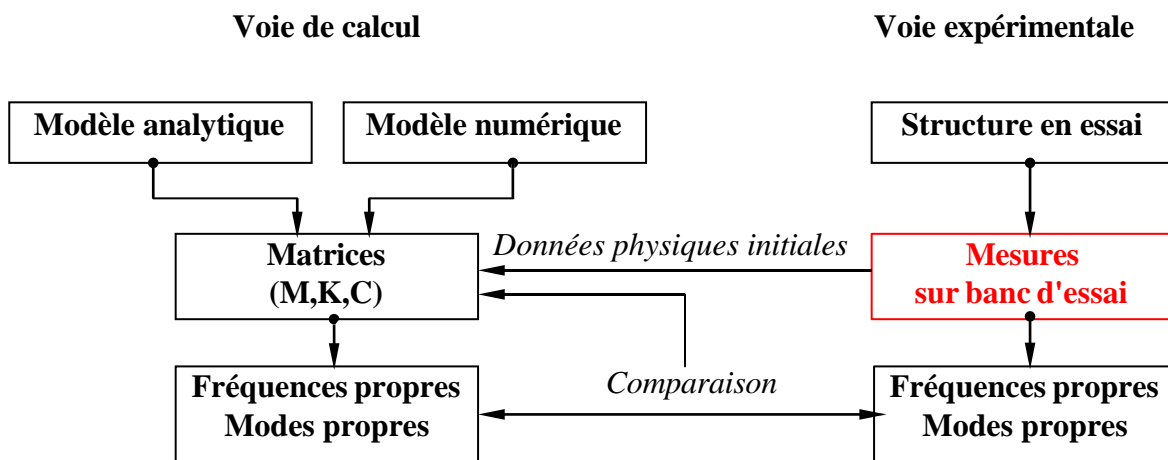 Voie de calcul
Voie expérimentale
Modèle analytique
Modèle numérique
Structure en essai
Données physiques initiales
Matrices
(M,K,C)
Mesures
sur banc d'essai
Comparaison
Fréquences propres
Modes propres
Fréquences propres
Modes propres